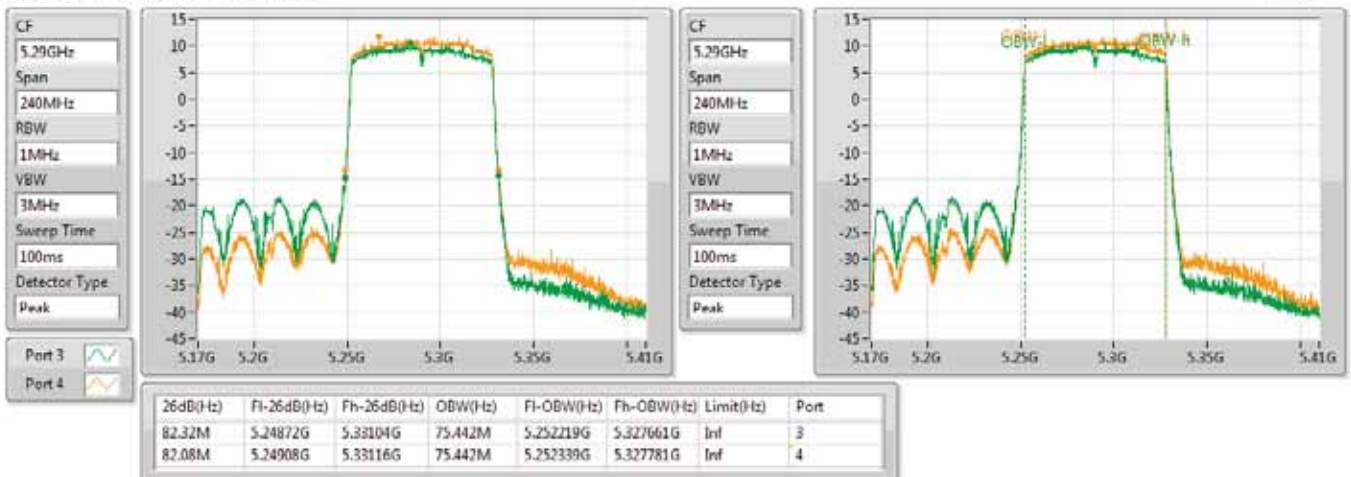 CF
5.29GHz
Span
240MHz
RBW
1MHz
VBW
3MHz
Sweep Time
100ms
Detector Type
Peak
Port 3
Port 4
15
10
5
0
-5
-10
-15
-20
-25
-30
-35
-40
-45
5.17G 5.2G 5.25G 5.3G 5.35G 5.41G
CF
5.29GHz
Span
240MHz
RBW
1MHz
VBW
3MHz
Sweep Time
100ms
Detector Type
Peak
15
10
5
0
-5
-10
-15
-20
-25
-30
-35
-40
-45
OBW-h
5.17G 5.2G 5.25G 5.3G 5.35G 5.41G
26dB(Hz) Fl-26dB(Hz) Fh-26dB(Hz) OBW(Hz) Fl-OBW(Hz) Fh-OBW(Hz) Limit(Hz) Port
82.32M 5.24872G 5.33104G 75.442M 5.252219G 5.327661G Inf 3
82.08M 5.24908G 5.33116G 75.442M 5.252339G 5.327781G Inf 4